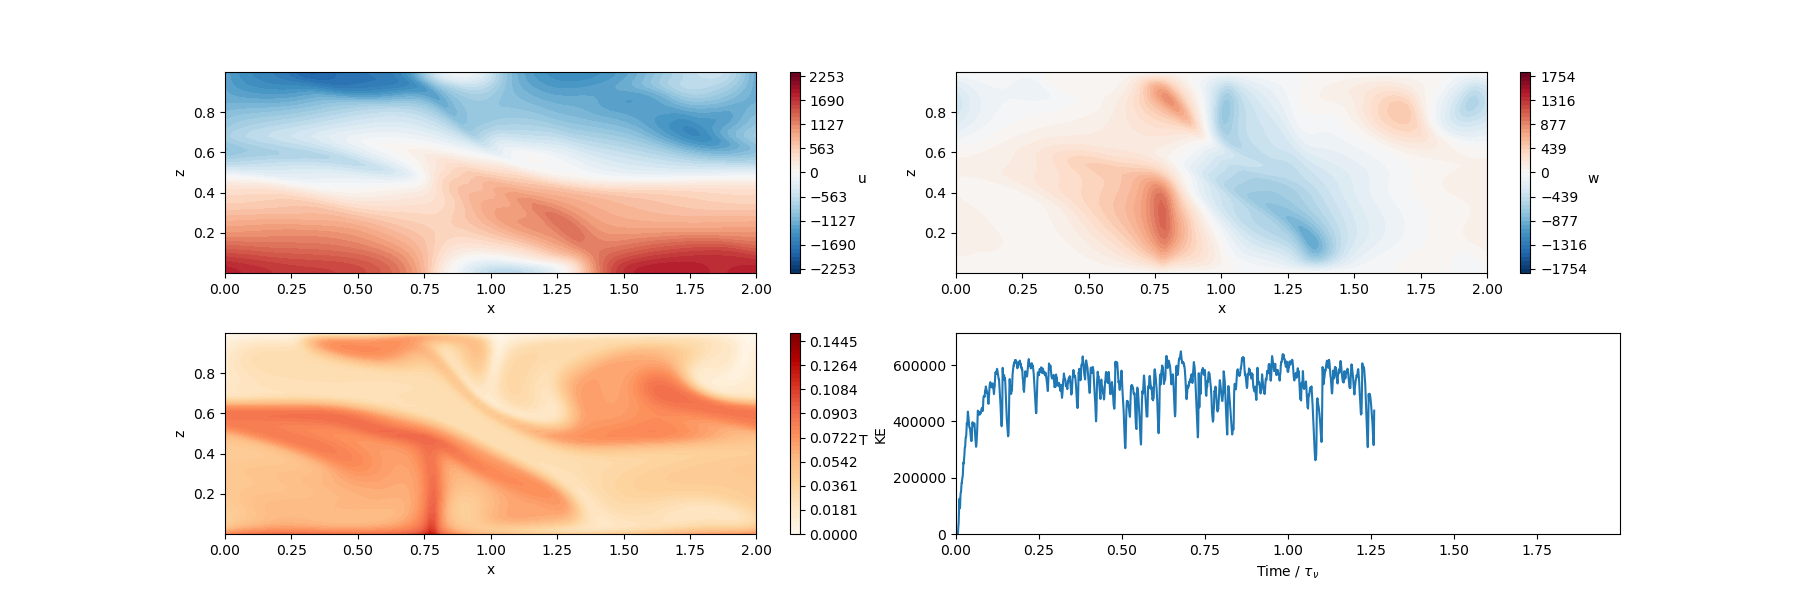 0.8
0.6
0.4
0.2
z
0.00 0.25 0.50 0.75 1.00 1.25 1.50 1.75 2.00
x
2253
1690
1127
563
0
−563
−1127
−1690
−2253
u
0.8
0.6
0.4
0.2
z
0.00 0.25 0.50 0.75 1.00 1.25 1.50 1.75 2.00
x
1754
1316
877
439
0
−439
−877
−1316
−1754
w
0.8
0.6
0.4
0.2
z
0.00 0.25 0.50 0.75 1.00 1.25 1.50 1.75 2.00
x
0.1445
0.1264
0.1084
0.0903
0.0722
0.0542
0.0361
0.0181
0.0000
T
KE
600000
400000
200000
0
0.00 0.25 0.50 0.75 1.00 1.25 1.50 1.75
Time / τν